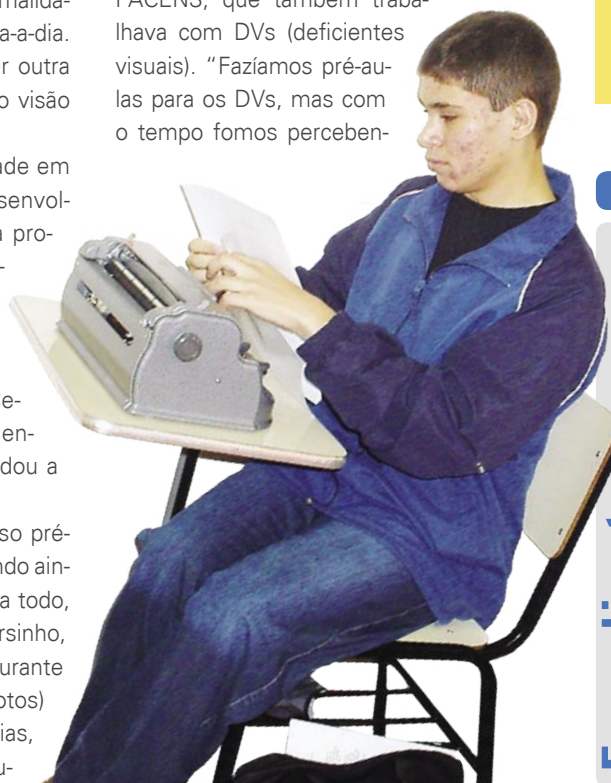 nalida-
a-a-dia.
r outra
o visão
ade em
senvol-
a pro-
-
e-
en-
dou a
so pré-
ndo ain-
a todo,
rsinho,
urante
otos)
ias,
u-
FACENS, que também traba-
lhava com DVs (deficientes
visuais). “Fazíamos pré-au-
las para os DVs, mas com
o tempo fomos perceben-